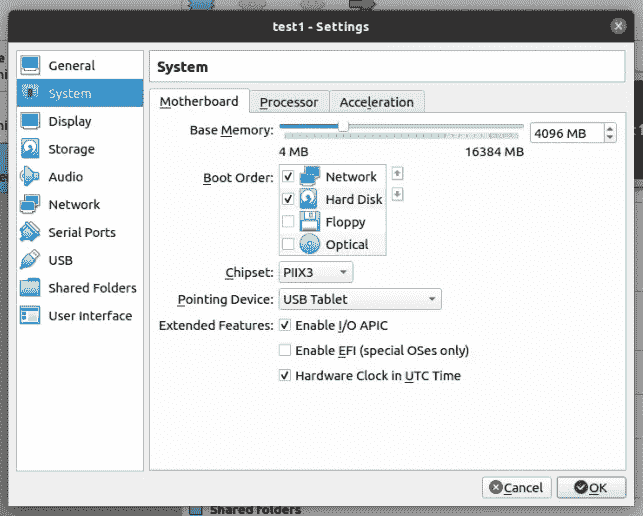 test1 - Settings
General
System
Display
Storage
Audio
Network
Serial Ports
USB
Shared Folders
User Interface
System
Motherboard Processor Acceleration
Base Memory: 4096 MB
4 MB 16384 MB
Boot Order: Network
Hard Disk
Floppy
Optical
Chipset: PIIX3
Pointing Device: USB Tablet
Extended Features: Enable I/O APIC
Enable EFI (special OSes only)
Hardware Clock in UTC Time
Cancel OK
Shared folders